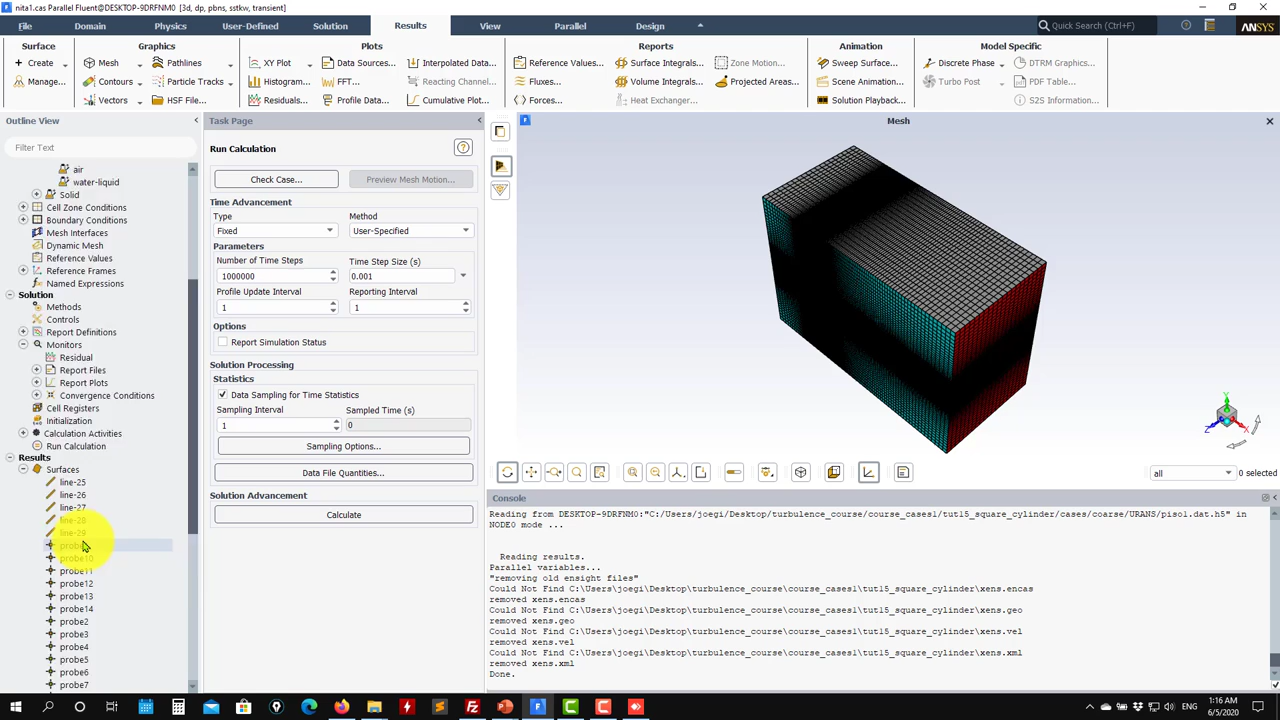 nita1.cas Parallel Fluent@DESKTOP-9DRFNM0 [3d, dp, pbns, sstkw, transient]
File Domain Physics User-Defined Solution Results View Parallel Design Quick Search (Ctrl+F) ANSYS
Surface Graphics Plots Reports Animation Model Specific
Create Mesh Pathlines XY Plot Data Sources... Interpolated Data... Reference Values... Surface Integrals... Zone Motion... Sweep Surface... Discrete Phase DTRM Graphics...
Manage... Contours Particle Tracks Histogram... FFT... Reacting Channel... Fluxes... Volume Integrals... Projected Areas... Scene Animation... Turbo Post PDF Table...
Vectors HSF File... Residuals... Profile Data... Cumulative Plot... Forces... Heat Exchanger... Solution Playback... S2S Information...
Outline View
Filter Text
air
water-liquid
Solid
Cell Zone Conditions
Boundary Conditions
Mesh Interfaces
Dynamic Mesh
Reference Values
Reference Frames
Named Expressions
Solution
Methods
Controls
Report Definitions
Monitors
Residual
Report Files
Report Plots
Convergence Conditions
Cell Registers
Initialization
Calculation Activities
Run Calculation
Results
Surfaces
line-25
line-26
line-27
line-28
line-29
probe10
probe11
probe12
probe13
probe14
probe2
probe3
probe4
probe5
probe6
probe7
Task Page
Run Calculation
Check Case... Preview Mesh Motion...
Time Advancement
Type Method
Fixed User-Specified
Parameters
Number of Time Steps Time Step Size (s)
1000000 0.001
Profile Update Interval Reporting Interval
1 1
Options
Report Simulation Status
Solution Processing
Statistics
Data Sampling for Time Statistics
Sampling Interval Sampled Time (s)
1 0
Sampling Options...
Data File Quantities...
Solution Advancement
Calculate
Mesh
Y
Z
X
all 0 selected
Console
Reading from DESKTOP-9DRFNM0:"C:/Users/joegi/Desktop/turbulence_course/course_cases1/tut15_square_cylinder/cases/coarse/URANS/piso1.dat.h5" in
NODE0 mode ...
Reading results.
Parallel variables...
"removing old ensight files"
Could Not Find C:\Users\joegi\Desktop\turbulence_course\course_cases1\tut15_square_cylinder\xens.encas
removed xens.encas
Could Not Find C:\Users\joegi\Desktop\turbulence_course\course_cases1\tut15_square_cylinder\xens.geo
removed xens.geo
Could Not Find C:\Users\joegi\Desktop\turbulence_course\course_cases1\tut15_square_cylinder\xens.vel
removed xens.vel
Could Not Find C:\Users\joegi\Desktop\turbulence_course\course_cases1\tut15_square_cylinder\xens.xml
removed xens.xml
Done.
ENG
1:16 AM
6/5/2020